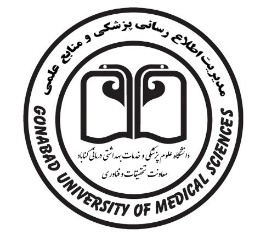 مدیریت اطلاع رسانی پزشکی و منابع علمی
دانشگاه علوم پزشکی و خدمات بهداشتی درمانی گناباد
معاونت تحقیقات و فناوری
GONABAD UNIVERSITY OF MEDICAL SCIENCES